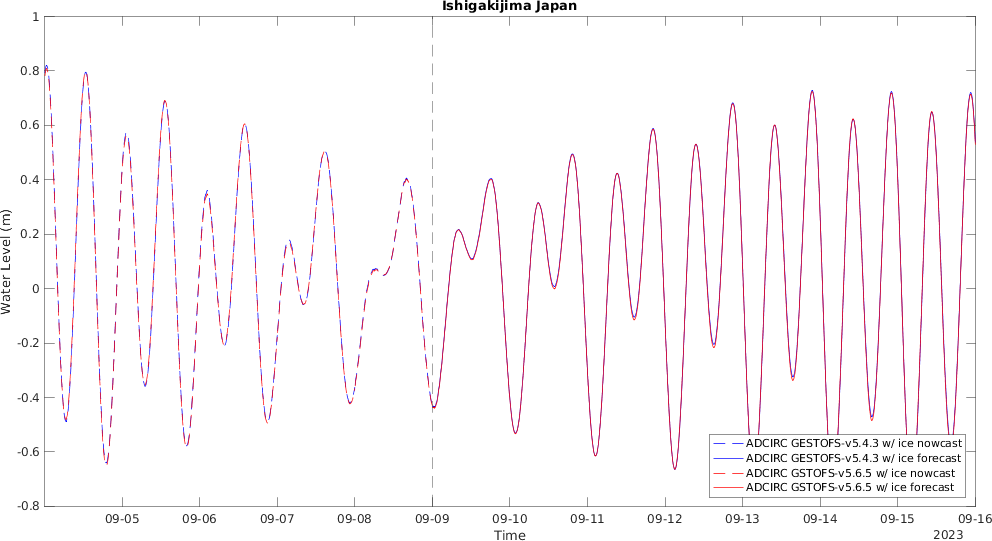 Ishigakijima Japan
Water Level (m)
1
0.8
0.6
0.4
0.2
0
-0.2
-0.4
-0.6
-0.8
ADCIRC GESTOFS-v5.4.3 w/ ice nowcast
ADCIRC GESTOFS-v5.4.3 w/ ice forecast
ADCIRC GSTOFS-v5.6.5 w/ ice nowcast
ADCIRC GSTOFS-v5.6.5 w/ ice forecast
09-05 09-06 09-07 09-08 09-09 09-10 09-11 09-12 09-13 09-14 09-15 09-16
Time
2023